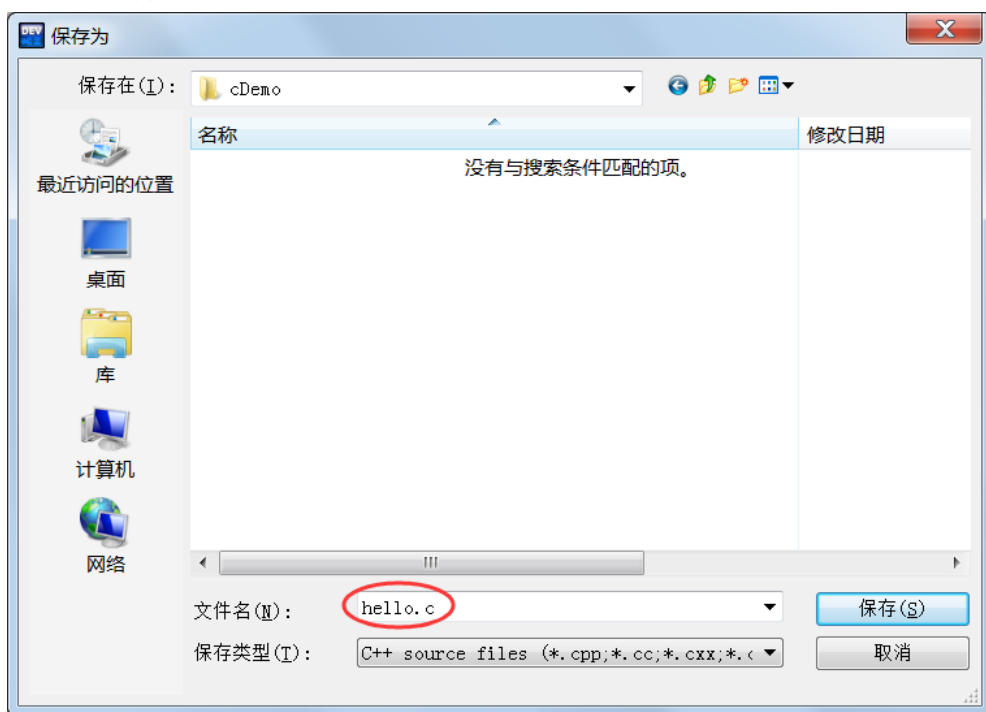 DEV 保存为
保存在(I): cDemo
名称 修改日期
没有与搜索条件匹配的项。
最近访问的位置
桌面
库
计算机
网络
文件名(N): hello.c 保存(S)
保存类型(T): C++ source files (*.cpp;*.cc;*.cxx;*.c 取消